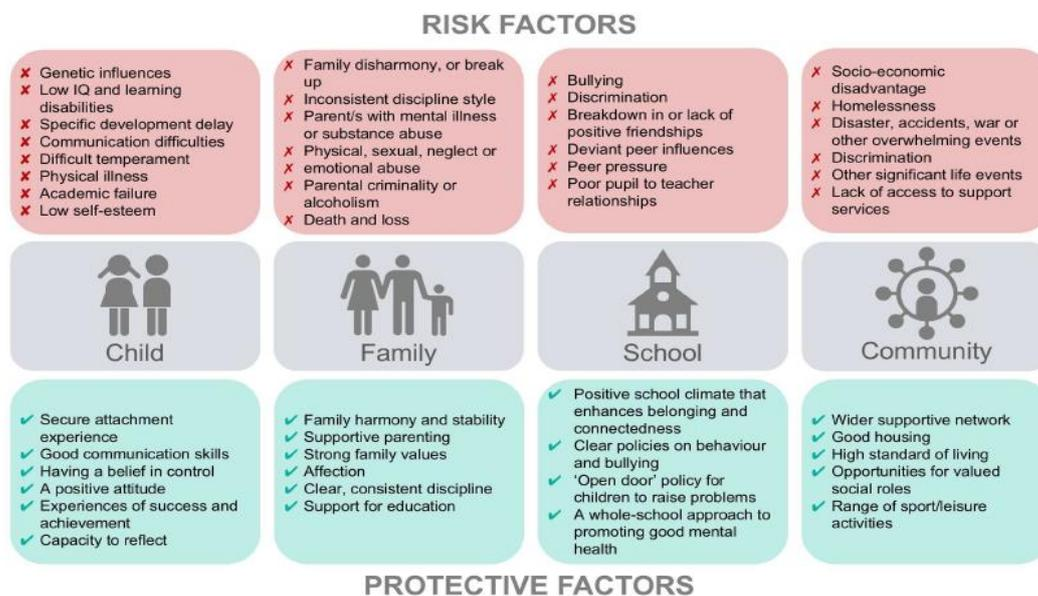 RISK FACTORS
✘ Genetic influences
✘ Low IQ and learning
disabilities
✘ Specific development delay
✘ Communication difficulties
✘ Difficult temperament
✘ Physical illness
✘ Academic failure
✘ Low self-esteem
✗ Family disharmony, or break
up
✗ Inconsistent discipline style
✗ Parent/s with mental illness
or substance abuse
✗ Physical, sexual, neglect or
✗ emotional abuse
✗ Parental criminality or
alcoholism
✗ Death and loss
✗ Bullying
✗ Discrimination
✗ Breakdown in or lack of
positive friendships
✗ Deviant peer influences
✗ Peer pressure
✗ Poor pupil to teacher
relationships
✗ Socio-economic
disadvantage
✗ Homelessness
✗ Disaster, accidents, war or
other overwhelming events
✗ Discrimination
✗ Other significant life events
✗ Lack of access to support
services
Child
Family
School
Community
✔ Secure attachment
experience
✔ Good communication skills
✔ Having a belief in control
✔ A positive attitude
✔ Experiences of success and
achievement
✔ Capacity to reflect
✔ Family harmony and stability
✔ Supportive parenting
✔ Strong family values
✔ Affection
✔ Clear, consistent discipline
✔ Support for education
✔ Positive school climate that
enhances belonging and
connectedness
✔ Clear policies on behaviour
and bullying
✔ ‘Open door’ policy for
children to raise problems
✔ A whole-school approach to
promoting good mental
health
✔ Wider supportive network
✔ Good housing
✔ High standard of living
✔ Opportunities for valued
social roles
✔ Range of sport/leisure
activities
PROTECTIVE FACTORS